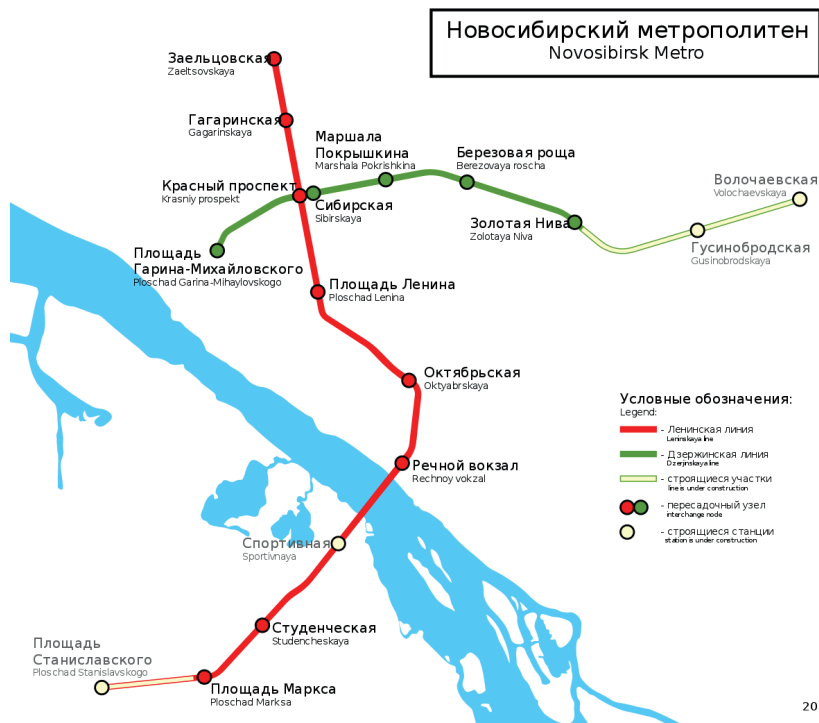 Новосибирский метрополитен
Novosibirsk Metro
Заельцовская
Zaeltsovskaya
Гагаринская
Gagarinskaya
Маршала
Покрышкина
Marshala Pokrishkina
Березовая роща
Berezovaya roscha
Волочаевская
Volochaevskaya
Красный проспект
Krasniy prospekt
Сибирская
Sibirskaya
Золотая Нива
Zolotaya Niva
Гусинобродская
Gusinobrodskaya
Площадь
Гарина-Михайловского
Ploschad Garina-Mihaylovskogo
Площадь Ленина
Ploschad Lenina
Октябрьская
Oktyabrskaya
Речной вокзал
Rechnoy vokzal
Спортивная
Sportivnaya
Студенческая
Studencheskaya
Площадь
Станиславского
Ploschad Stanislavskogo
Площадь Маркса
Ploschad Marksa
Условные обозначения:
Legend:
- Ленинская линия
Leninskaya line
- Дзержинская линия
Dzerjinskaya line
- строящиеся участки
line is under construction
- пересадочный узел
interchange node
- строящиеся станции
station is under construction
20